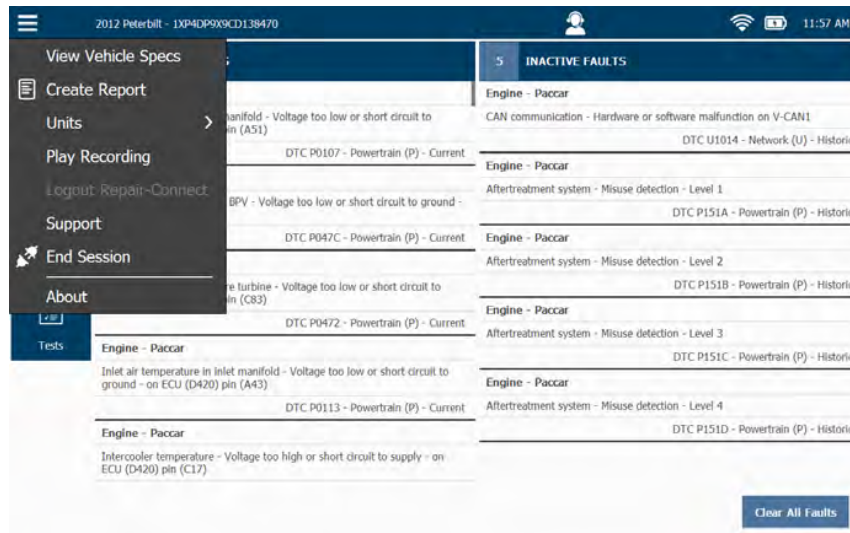 2012 Peterbilt - 1XP4DP9X9CD138470
11:57 AM
View Vehicle Specs
Create Report
Units
Play Recording
Logout Repair-Connect
Support
End Session
About
Tests
anifold - Voltage too low or short circuit to
in (A51)
DTC P0107 - Powertrain (P) - Current
BPV - Voltage too low or short circuit to ground -
DTC P047C - Powertrain (P) - Current
re turbine - Voltage too low or short circuit to
in (C83)
DTC P0472 - Powertrain (P) - Current
Engine - Paccar
Inlet air temperature in inlet manifold - Voltage too low or short circuit to
ground - on ECU (D420) pin (A43)
DTC P0113 - Powertrain (P) - Current
Engine - Paccar
Intercooler temperature - Voltage too high or short circuit to supply - on
ECU (D420) pin (C17)
5 INACTIVE FAULTS
Engine - Paccar
CAN communication - Hardware or software malfunction on V-CAN1
DTC U1014 - Network (U) - Historic
Engine - Paccar
Aftertreatment system - Misuse detection - Level 1
DTC P151A - Powertrain (P) - Historic
Engine - Paccar
Aftertreatment system - Misuse detection - Level 2
DTC P151B - Powertrain (P) - Historic
Engine - Paccar
Aftertreatment system - Misuse detection - Level 3
DTC P151C - Powertrain (P) - Historic
Engine - Paccar
Aftertreatment system - Misuse detection - Level 4
DTC P151D - Powertrain (P) - Historic
Clear All Faults